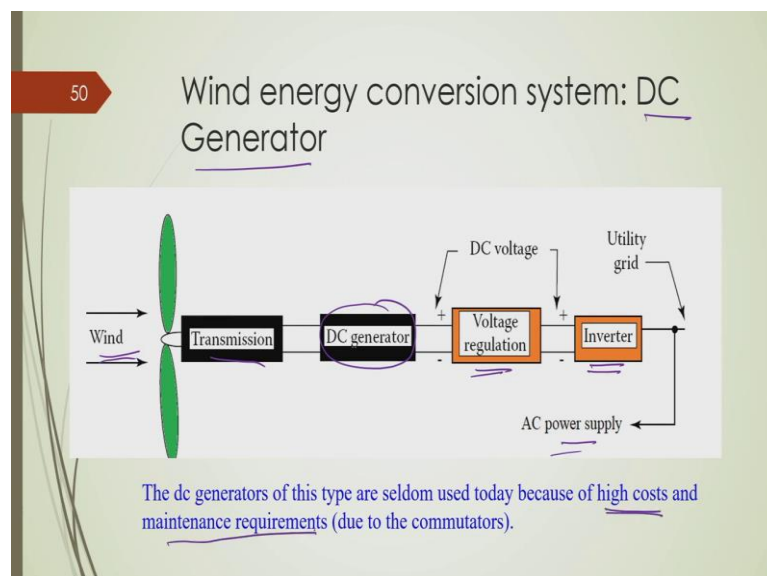 50
Wind energy conversion system: DC
Generator
DC voltage
Utility
grid
Wind
Transmission
DC generator
+
-
Voltage
regulation
+
-
Inverter
AC power supply
The dc generators of this type are seldom used today because of high costs and
maintenance requirements (due to the commutators).